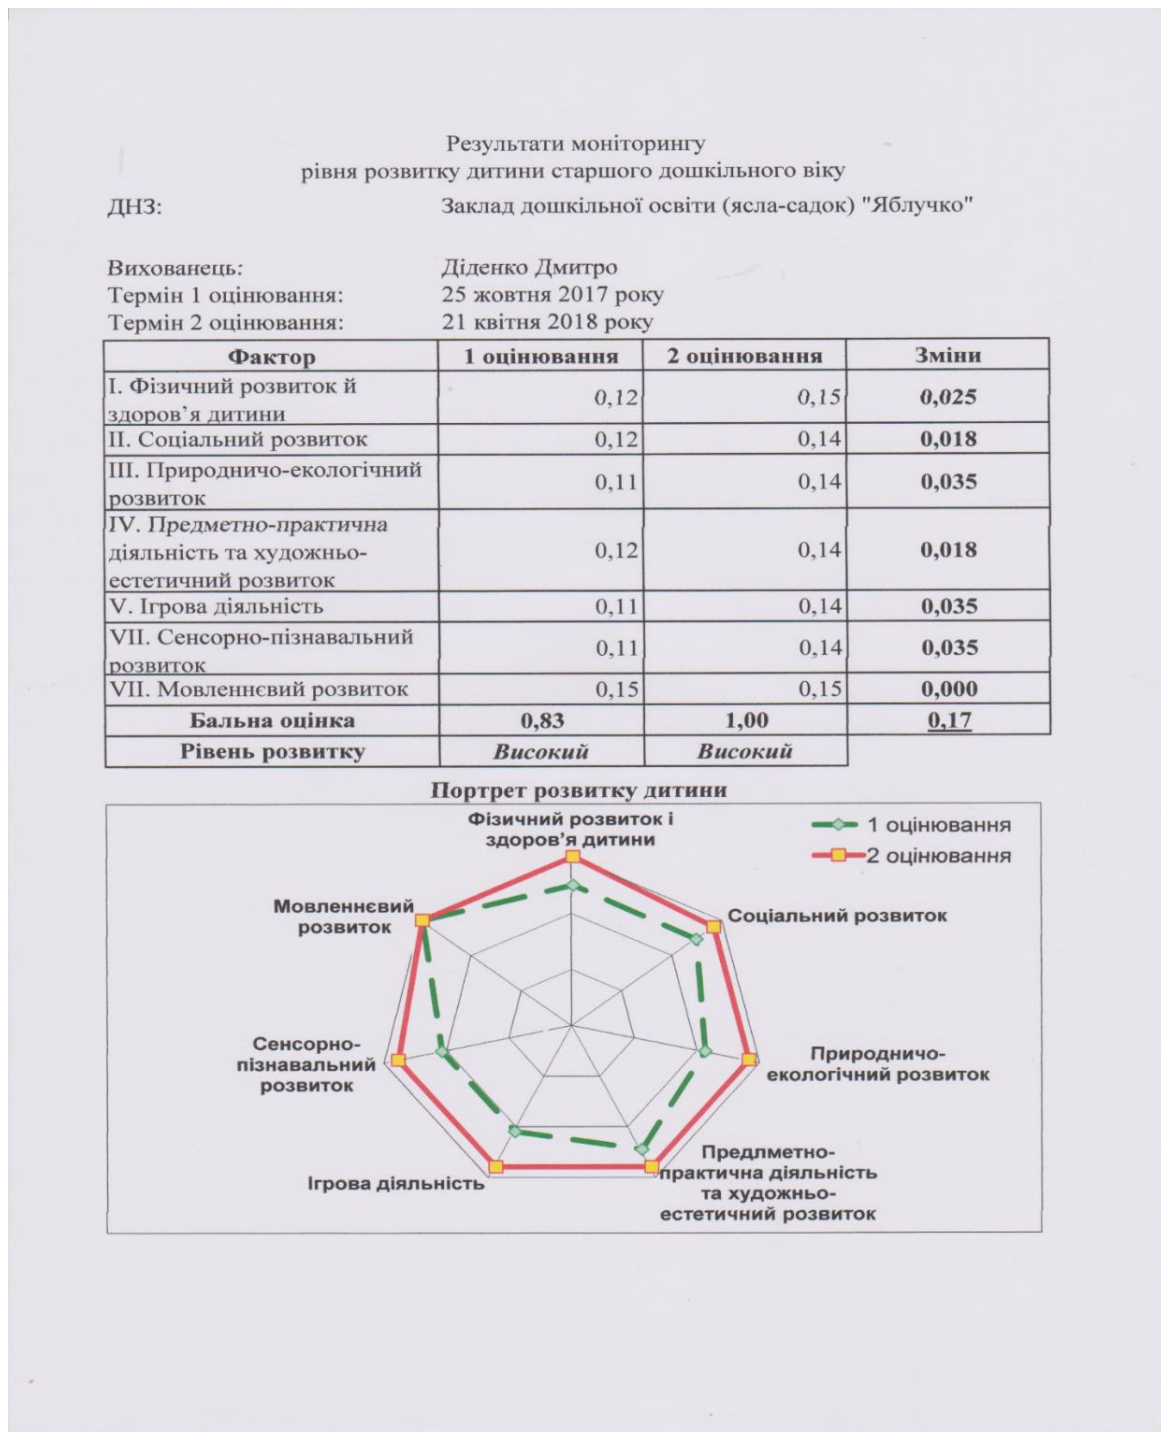 Результати моніторингу
рівня розвитку дитини старшого дошкільного віку
ДНЗ: Заклад дошкільної освіти (ясла-садок) "Яблучко"
Вихованець: Діденко Дмитро
Термін 1 оцінювання: 25 жовтня 2017 року
Термін 2 оцінювання: 21 квітня 2018 року
Фактор 1 оцінювання 2 оцінювання Зміни
I. Фізичний розвиток й
здоров’я дитини 0,12 0,15 0,025
II. Соціальний розвиток 0,12 0,14 0,018
III. Природничо-екологічний
розвиток 0,11 0,14 0,035
IV. Предметно-практична
діяльність та художньо-
естетичний розвиток 0,12 0,14 0,018
V. Ігрова діяльність 0,11 0,14 0,035
VII. Сенсорно-пізнавальний
розвиток 0,11 0,14 0,035
VII. Мовленнєвий розвиток 0,15 0,15 0,000
Бальна оцінка 0,83 1,00 0,17
Рівень розвитку Високий Високий
Портрет розвитку дитини
Фізичний розвиток і
здоров’я дитини
1 оцінювання
2 оцінювання
Соціальний розвиток
Природничо-
екологічний розвиток
Предлметно-
практична діяльність
та художньо-
естетичний розвиток
Ігрова діяльність
Сенсорно-
пізнавальний
розвиток
Мовленнєвий
розвиток